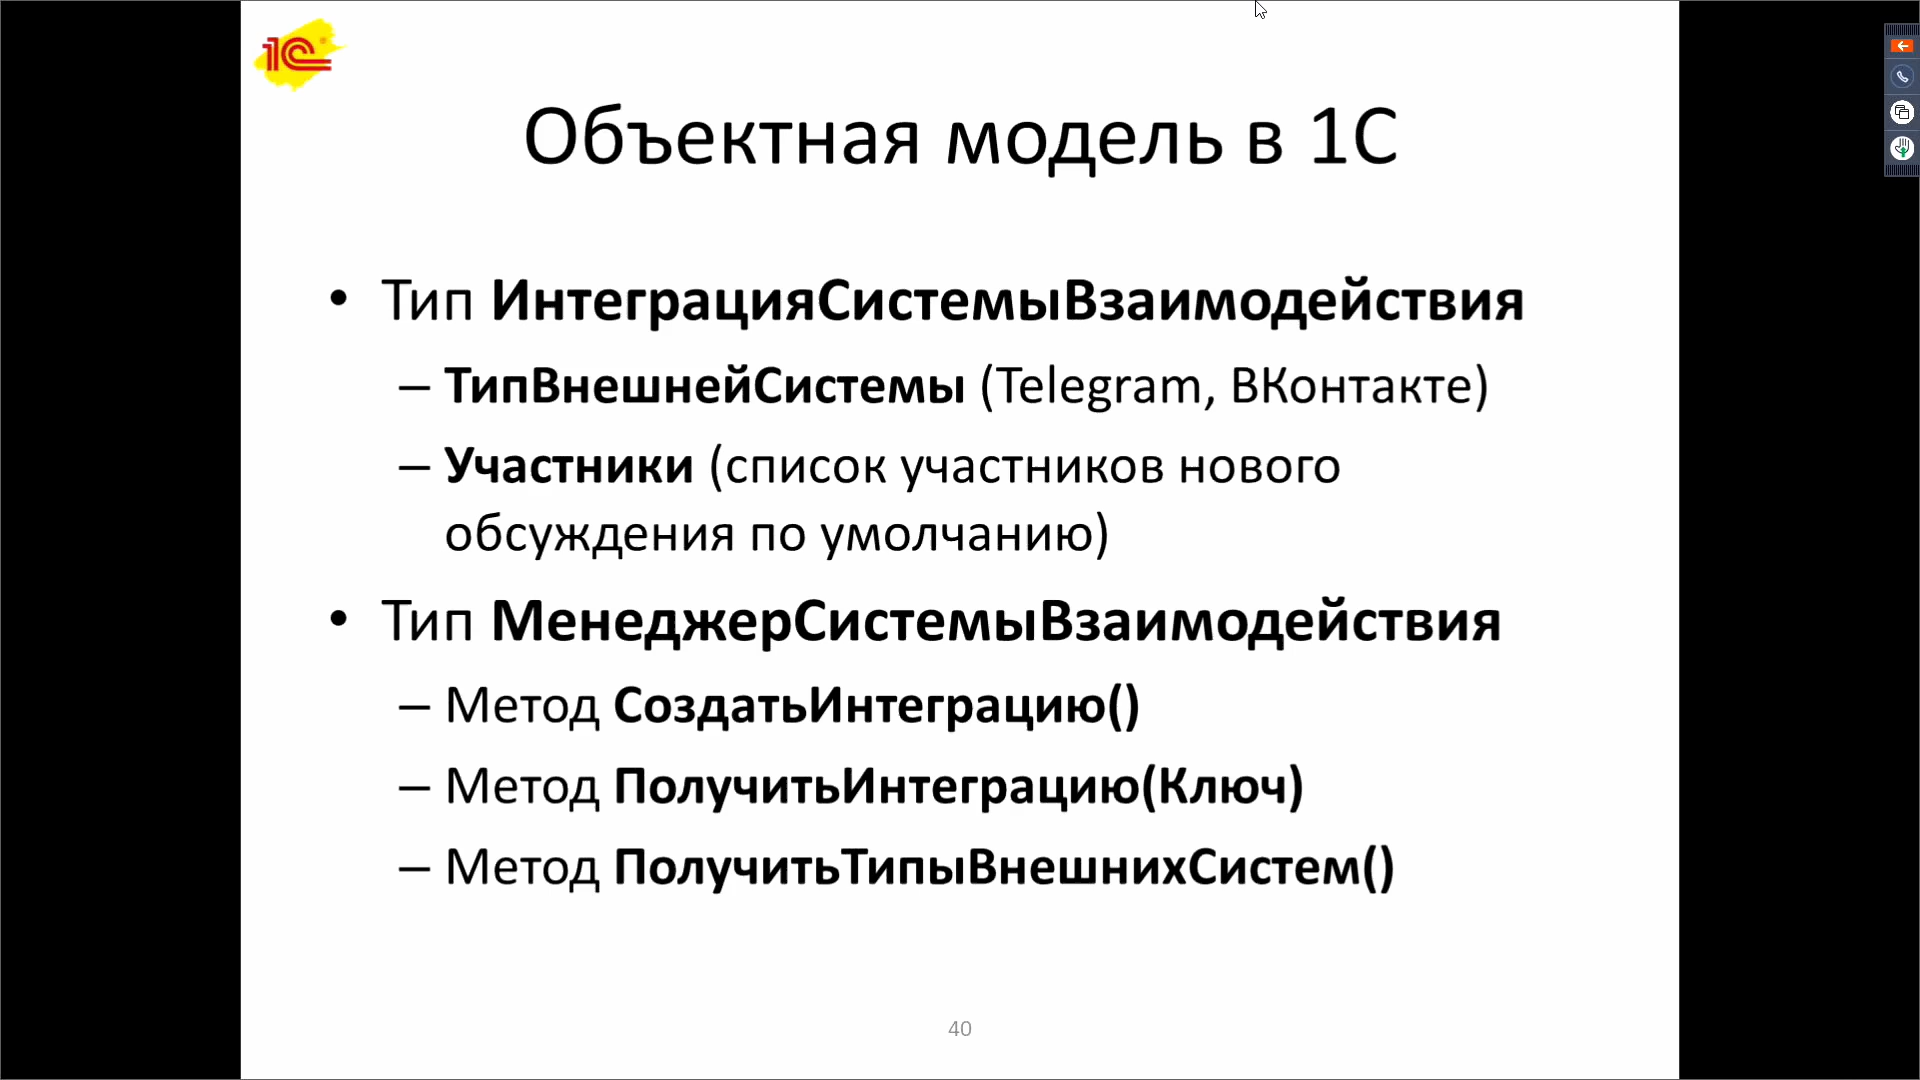 1С
Объектная модель в 1С
• Тип ИнтеграцияСистемыВзаимодействия
– ТипВнешнейСистемы (Telegram, ВКонтакте)
– Участники (список участников нового
обсуждения по умолчанию)
• Тип МенеджерСистемыВзаимодействия
– Метод СоздатьИнтеграцию()
– Метод ПолучитьИнтеграцию(Ключ)
– Метод ПолучитьТипыВнешнихСистем()
40